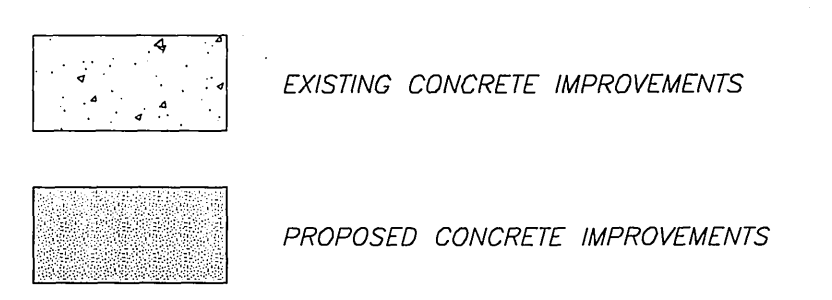 EXISTING CONCRETE IMPROVEMENTS
PROPOSED CONCRETE IMPROVEMENTS